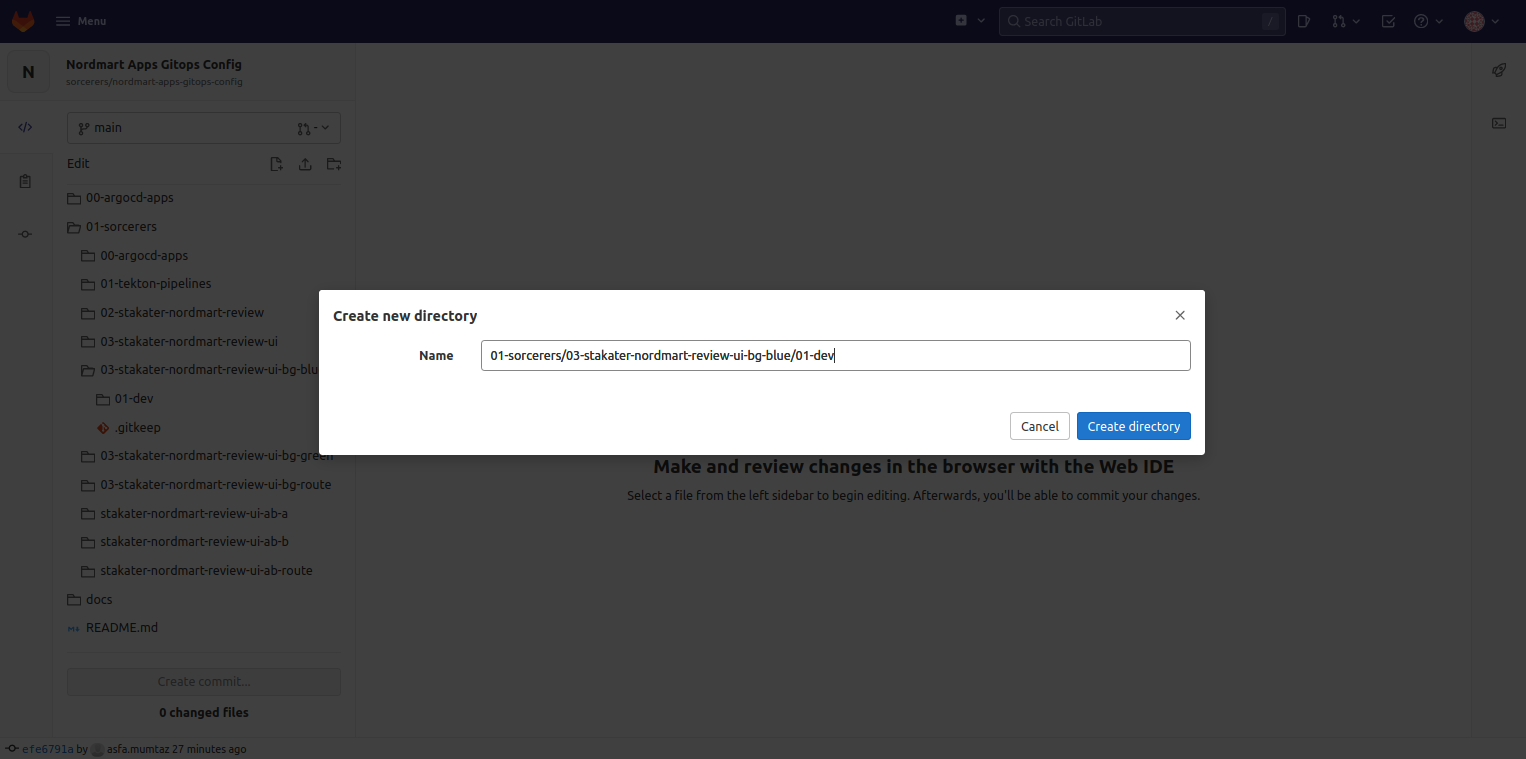 Menu
Search GitLab /
N
Nordmart Apps Gitops Config
sorcerers/nordmart-apps-gitops-config
main -
Edit
00-argocd-apps
01-sorcerers
00-argocd-apps
01-tekton-pipelines
02-stakater-nordmart-review
03-stakater-nordmart-review-ui
03-stakater-nordmart-review-ui-bg-blu
01-dev
.gitkeep
03-stakater-nordmart-review-ui-bg-green
03-stakater-nordmart-review-ui-bg-route
stakater-nordmart-review-ui-ab-a
stakater-nordmart-review-ui-ab-b
stakater-nordmart-review-ui-ab-route
docs
README.md
Create commit...
0 changed files
efe6791a by asfa.mumtaz 27 minutes ago
Create new directory
Name 01-sorcerers/03-stakater-nordmart-review-ui-bg-blue/01-dev
Cancel Create directory
Make and review changes in the browser with the Web IDE
Select a file from the left sidebar to begin editing. Afterwards, you'll be able to commit your changes.